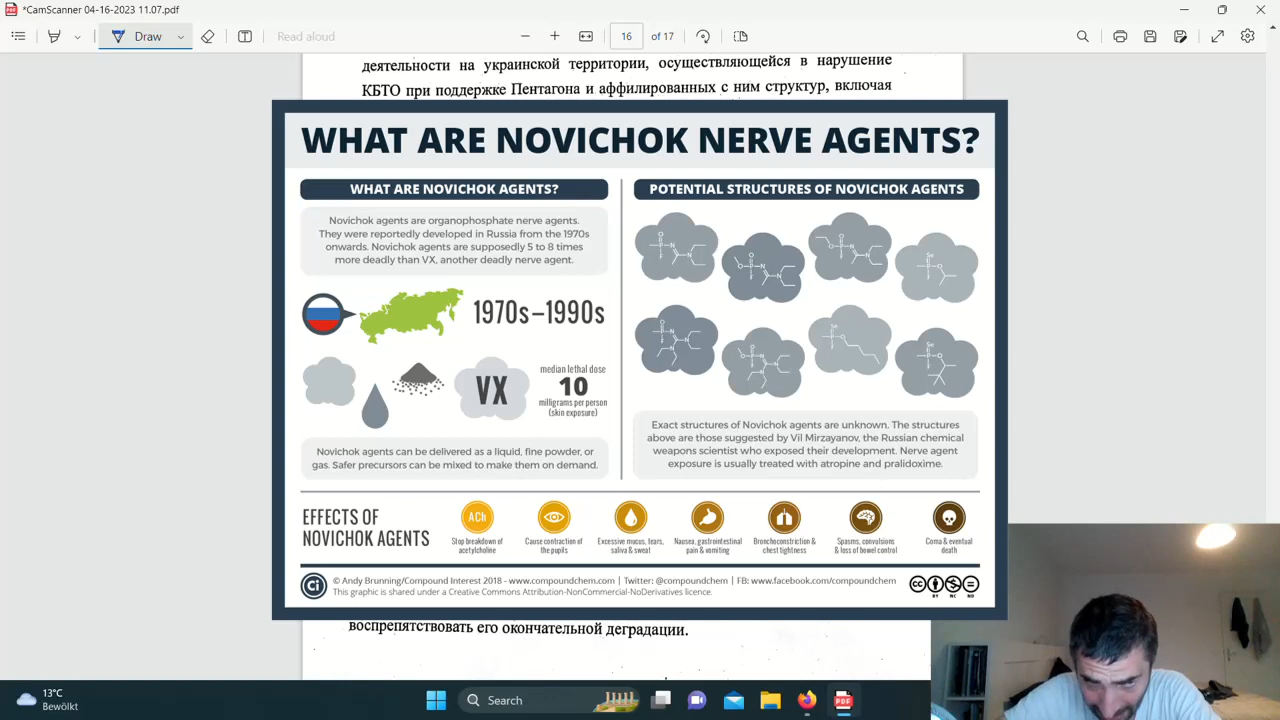 *CamScanner 04-16-2023 11.07.pdf
Draw
Read aloud
16
of 17
деятельности на украинской территории, осуществляющейся в нарушение
КБТО при поддержке Пентагона и аффилированных с ним структур, включая
WHAT ARE NOVICHOK NERVE AGENTS?
WHAT ARE NOVICHOK AGENTS?
Novichok agents are organophosphate nerve agents.
They were reportedly developed in Russia from the 1970s
onwards. Novichok agents are supposedly 5 to 8 times
more deadly than VX, another deadly nerve agent.
1970s–1990s
VX
median lethal dose
10
milligrams per person
(skin exposure)
Novichok agents can be delivered as a liquid, fine powder, or
gas. Safer precursors can be mixed to make them on demand.
POTENTIAL STRUCTURES OF NOVICHOK AGENTS
Exact structures of Novichok agents are unknown. The structures
above are those suggested by Vil Mirzayanov, the Russian chemical
weapons scientist who exposed their development. Nerve agent
exposure is usually treated with atropine and pralidoxime.
EFFECTS OF
NOVICHOK AGENTS
ACh
Stop breakdown of
acetylcholine
Cause contraction of
the pupils
Excessive mucus, tears,
saliva & sweat
Nausea, gastrointestinal
pain & vomiting
Bronchoconstriction &
chest tightness
Spasms, convulsions
& loss of bowel control
Coma & eventual
death
Ci
© Andy Brunning/Compound Interest 2018 - www.compoundchem.com | Twitter: @compoundchem | FB: www.facebook.com/compoundchem
This graphic is shared under a Creative Commons Attribution-NonCommercial-NoDerivatives licence.
BY NC ND
воспрепятствовать его окончательной деградации.
13°C
Bewölkt
Search